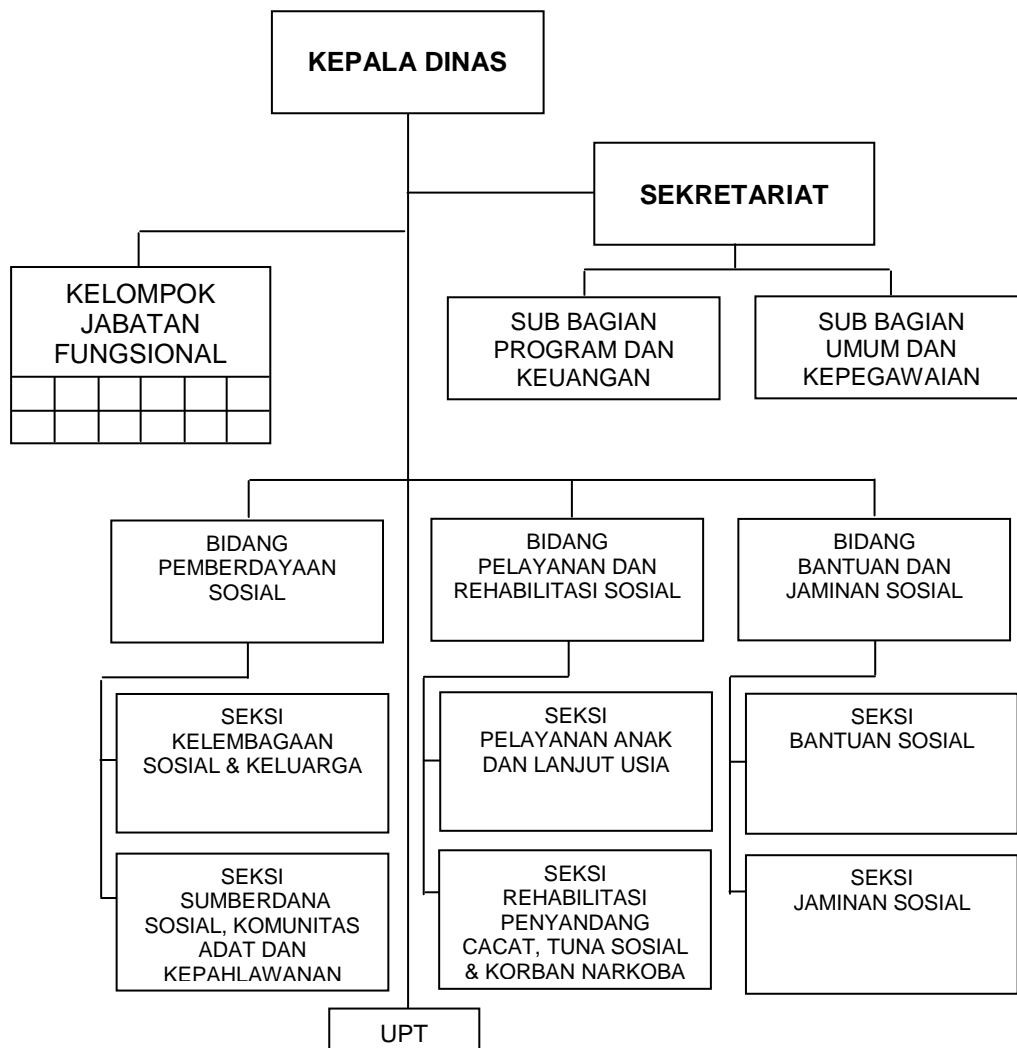 KEPALA DINAS
SEKRETARIAT
KELOMPOK
JABATAN
FUNGSIONAL
SUB BAGIAN
PROGRAM DAN
KEUANGAN
SUB BAGIAN
UMUM DAN
KEPEGAWAIAN
BIDANG
PEMBERDAYAAN
SOSIAL
BIDANG
PELAYANAN DAN
REHABILITASI SOSIAL
BIDANG
BANTUAN DAN
JAMINAN SOSIAL
SEKSI
KELEMBAGAAN
SOSIAL & KELUARGA
SEKSI
PELAYANAN ANAK
DAN LANJUT USIA
SEKSI
BANTUAN SOSIAL
SEKSI
SUMBERDANA
SOSIAL, KOMUNITAS
ADAT DAN
KEPAHLAWANAN
SEKSI
REHABILITASI
PENYANDANG
CACAT, TUNA SOSIAL
& KORBAN NARKOBA
SEKSI
JAMINAN SOSIAL
UPT